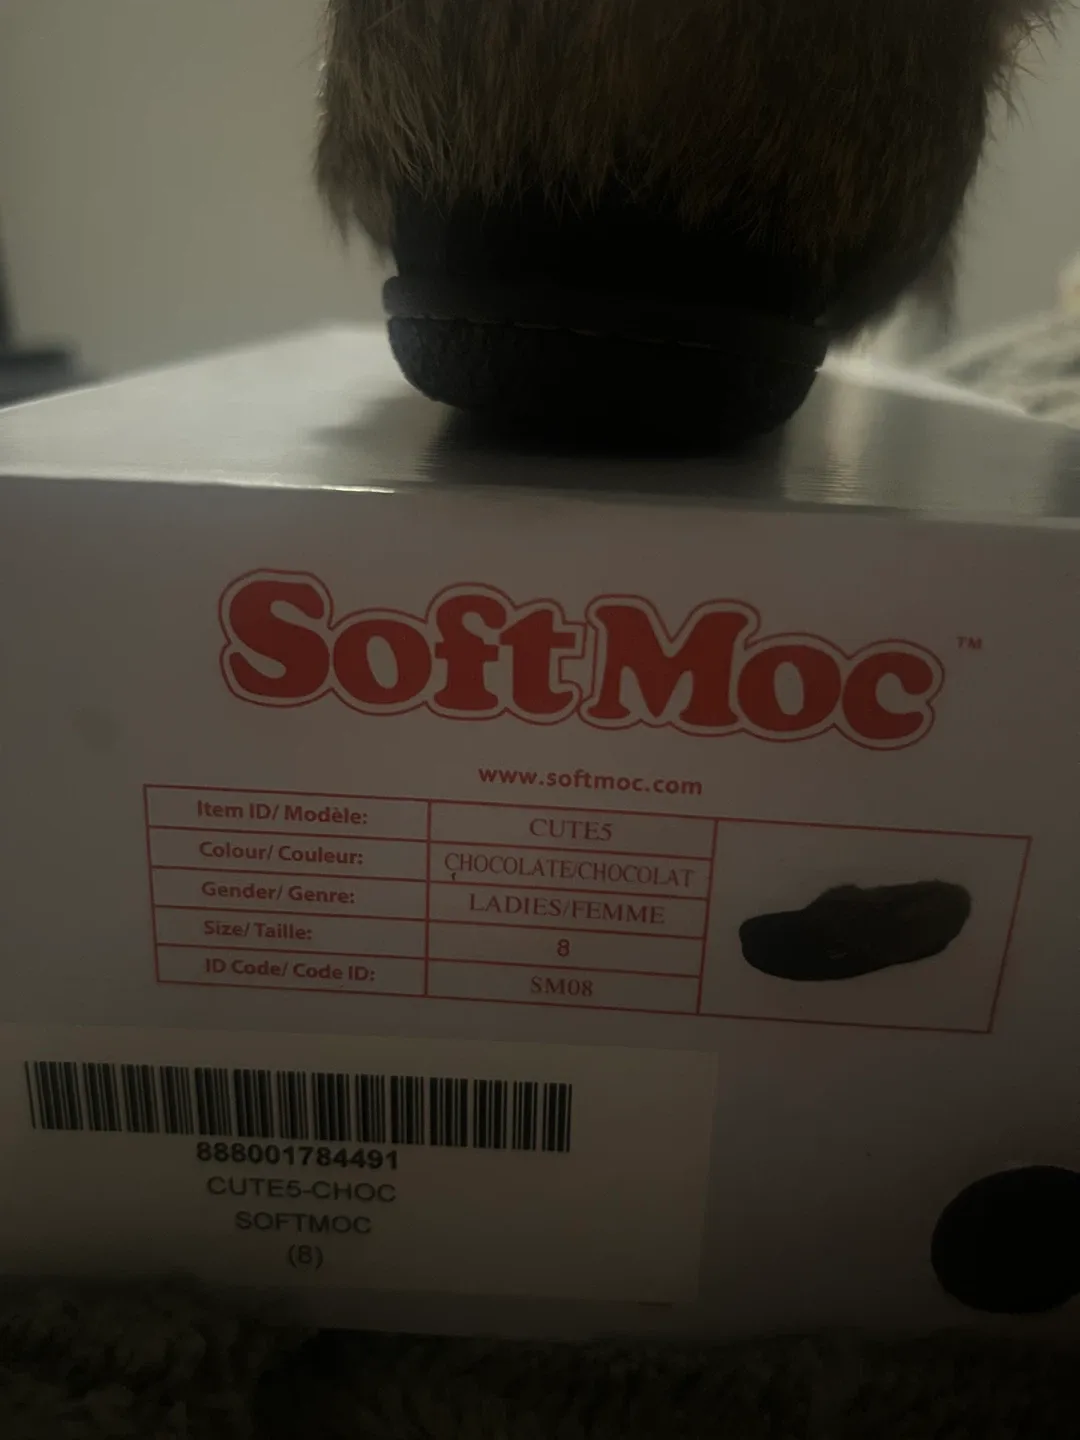 SoftMoc™
www.softmoc.com
Item ID/ Modèle: CUTE5
Colour/ Couleur: CHOCOLATE/CHOCOLAT
Gender/ Genre: LADIES/FEMME
Size/ Taille: 8
ID Code/ Code ID: SM08
888001784491
CUTE5-CHOC
SOFTMOC
(8)